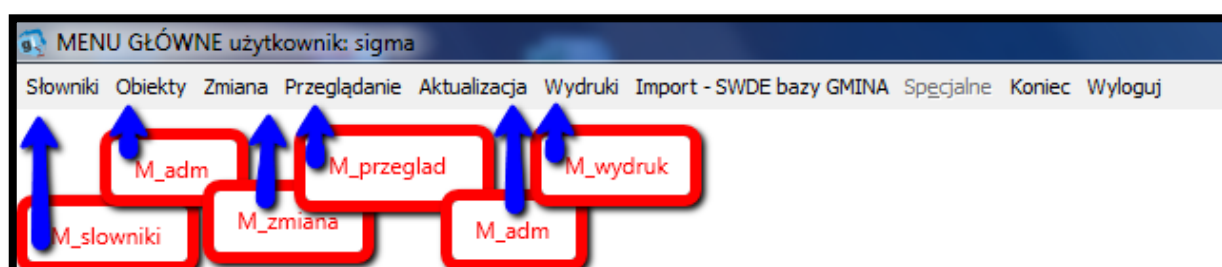 MENU GŁÓWNE użytkownik: sigma
Słowniki Obiekty Zmiana Przeglądanie Aktualizacja Wydruki Import - SWDE bazy GMINA Specjalne Koniec Wyloguj
M_adm M_przeglad M_wydruk
M_slowniki M_zmiana M_adm